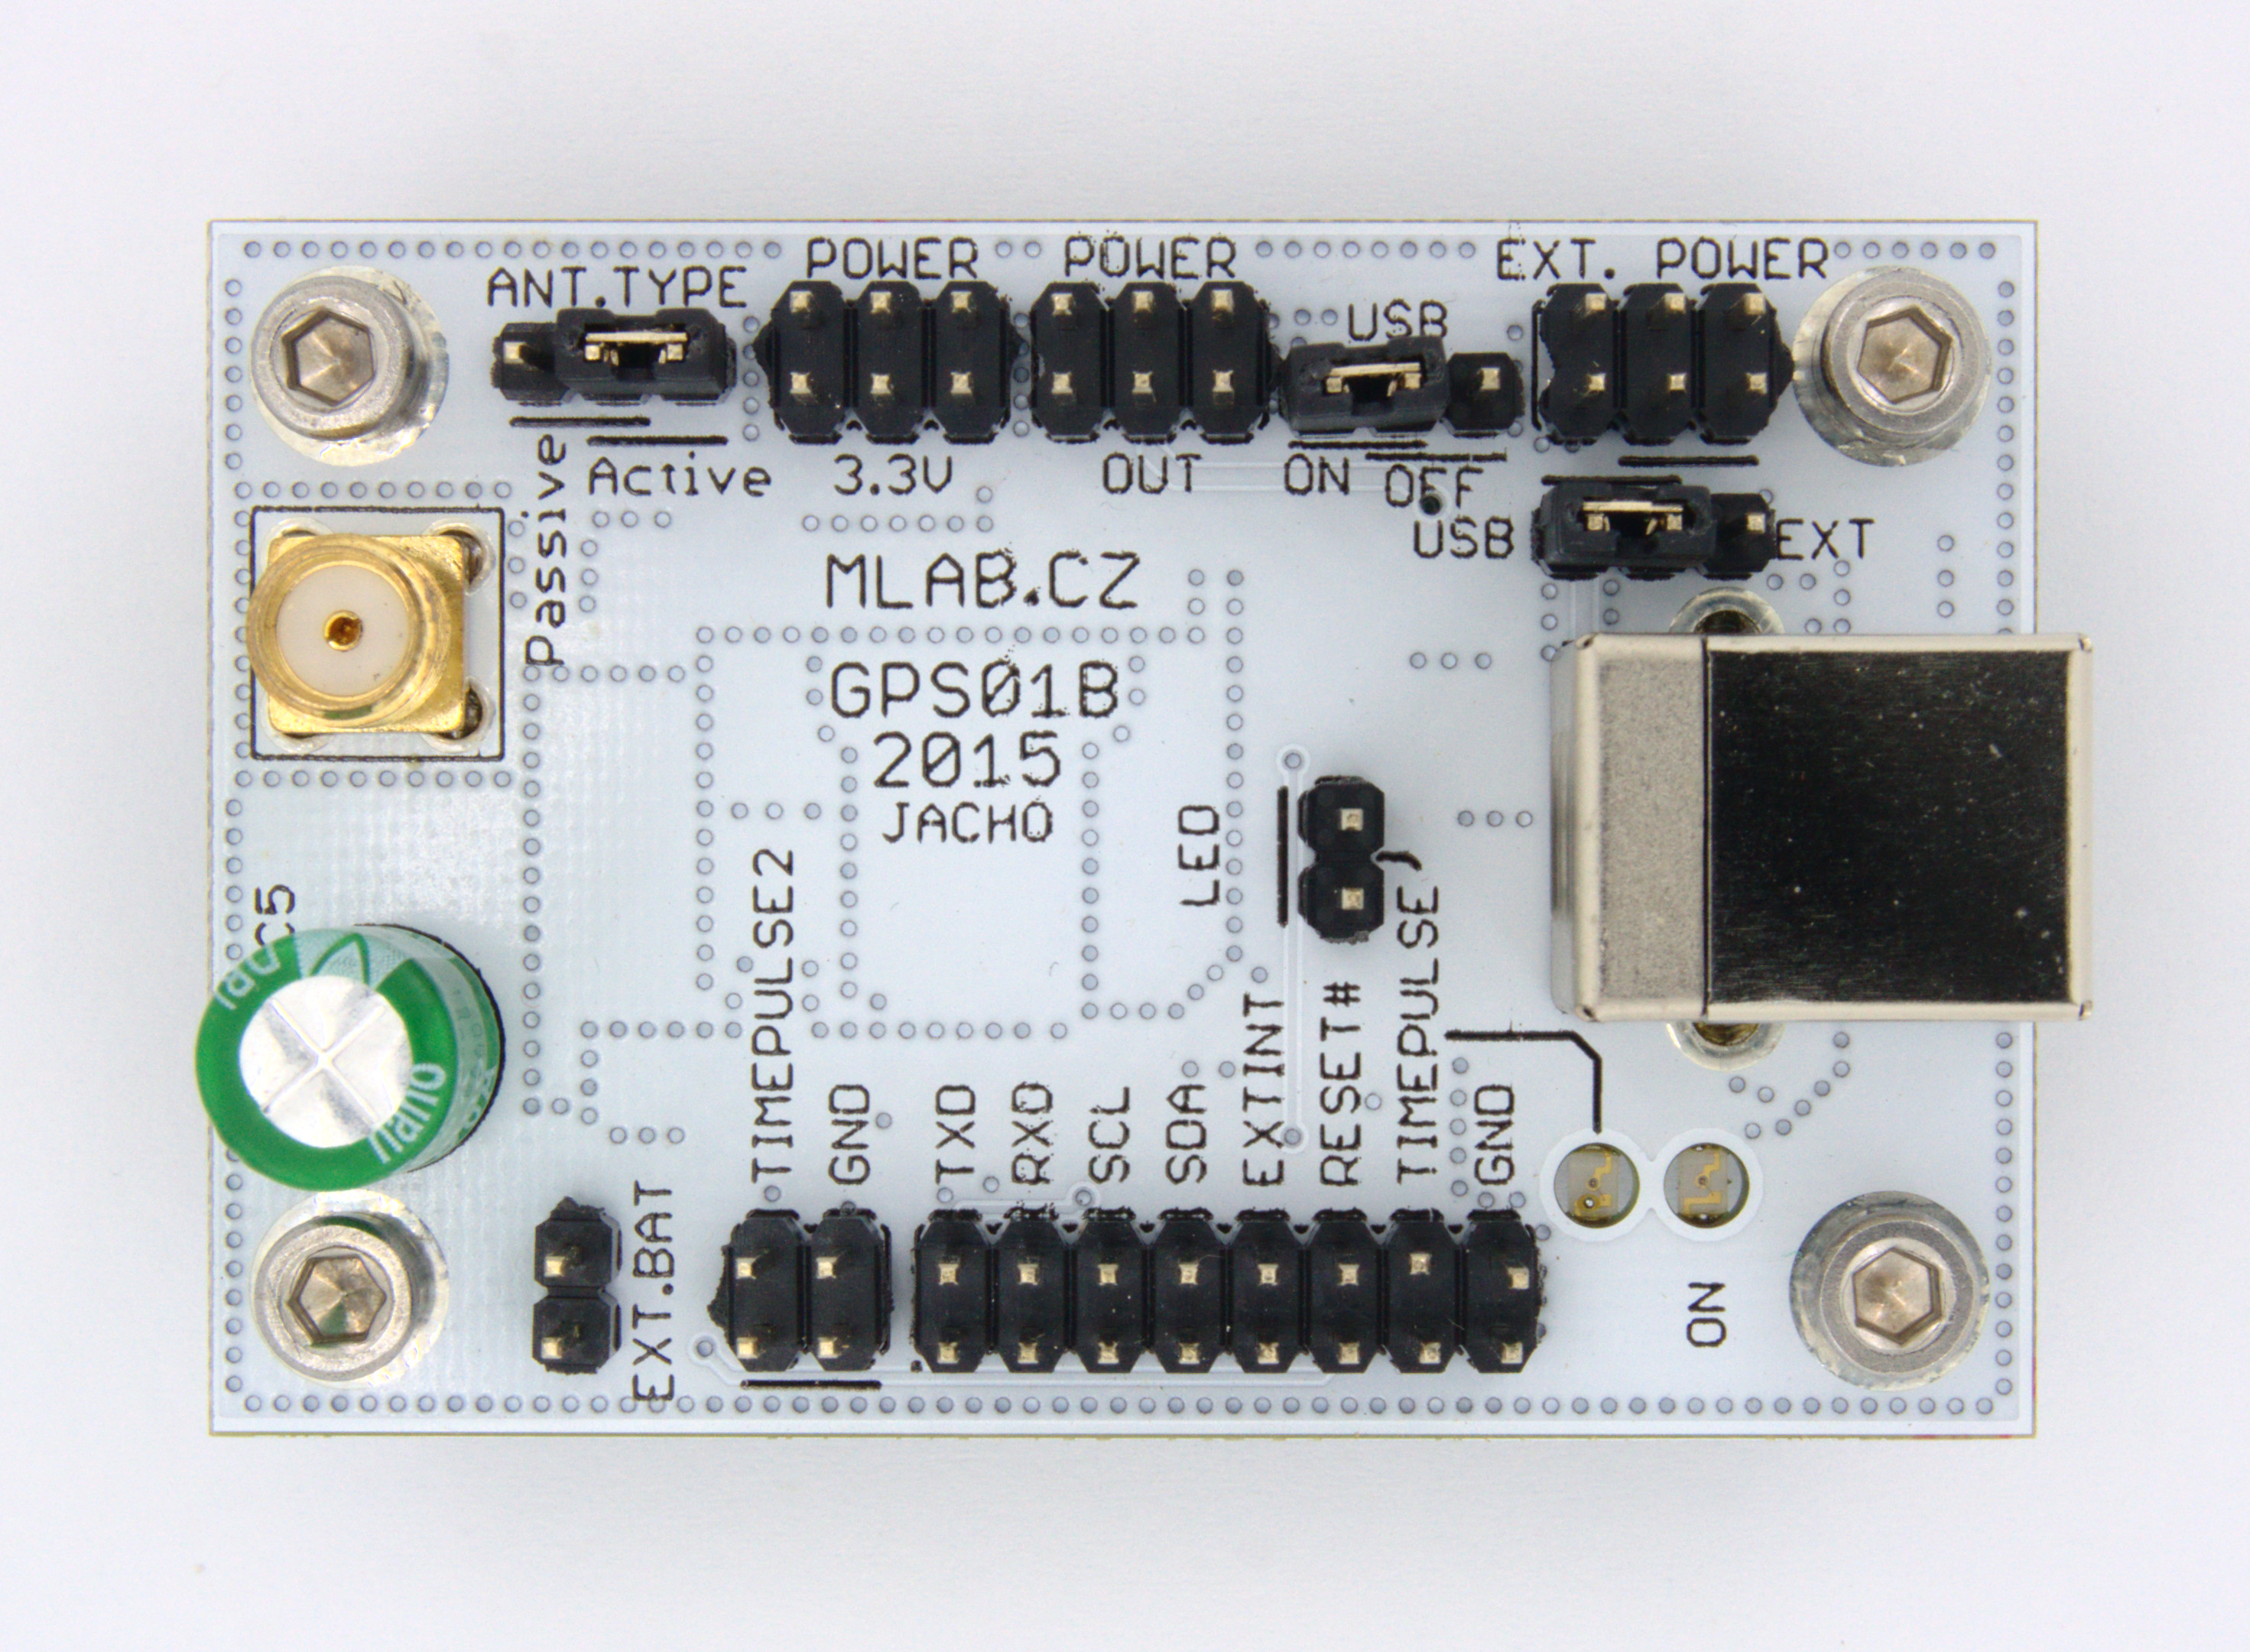 POWER
POWER
EXT. POWER
ANT.TYPE
USB
Passive
Active
3.3V
OUT
ON
OFF
USB
EXT
MLAB.CZ
GPS01B
2015
JACHO
LED
C5
nano
TIMEPULSE2
GND
TXD
RXD
SCL
SDA
EXTINT
RESET#
TIMEPULSE
GND
EXT.BAT
ON